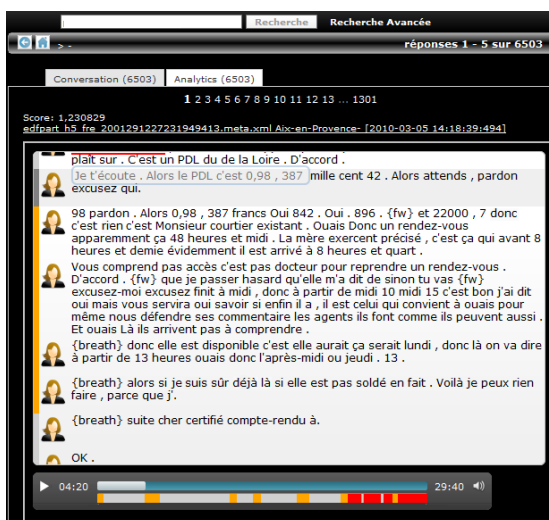 Recherche Recherche Avancée
> - réponses 1 - 5 sur 6503
Conversation (6503) Analytics (6503)
1 2 3 4 5 6 7 8 9 10 11 12 13 ... 1301
Score: 1,230829
edfpart_h5_fre_2001291227231949413.meta.xml Aix-en-Provence- [2010-03-05 14:18:39:494]
plaît sur . C'est un PDL du de la Loire . D'accord .
Je t'écoute . Alors le PDL c'est 0,98 , 387 mille cent 42 . Alors attends , pardon
excusez qui.
98 pardon . Alors 0,98 , 387 francs Oui 842 . Oui . 896 . {fw} et 22000 , 7 donc
c'est rien c'est Monsieur courtier existant . Ouais Donc un rendez-vous
apparemment ça 48 heures et midi . La mère exercent précisé , c'est ça qui avant 8
heures et demie évidemment il est arrivé à 8 heures et quart .
Vous comprend pas accès c'est pas docteur pour reprendre un rendez-vous .
D'accord . {fw} que je passer hasard qu'elle m'a dit de sinon tu vas {fw}
excusez-moi excusez finit à midi , donc à partir de midi 10 midi 15 c'est bon j'ai dit
oui mais vous servira oui savoir si enfin il a , il est celui qui convient à ouais pour
même nous défendre ses commentaire les agents ils font comme ils peuvent aussi .
Et ouais Là ils arrivent pas à comprendre .
{breath} donc elle est disponible c'est elle aurait ça serait lundi , donc là on va dire
à partir de 13 heures ouais donc l'après-midi ou jeudi . 13 .
{breath} alors si je suis sûr déjà là si elle est pas soldé en fait . Voilà je peux rien
faire , parce que j'.
{breath} suite cher certifié compte-rendu à.
OK .
04:20 29:40